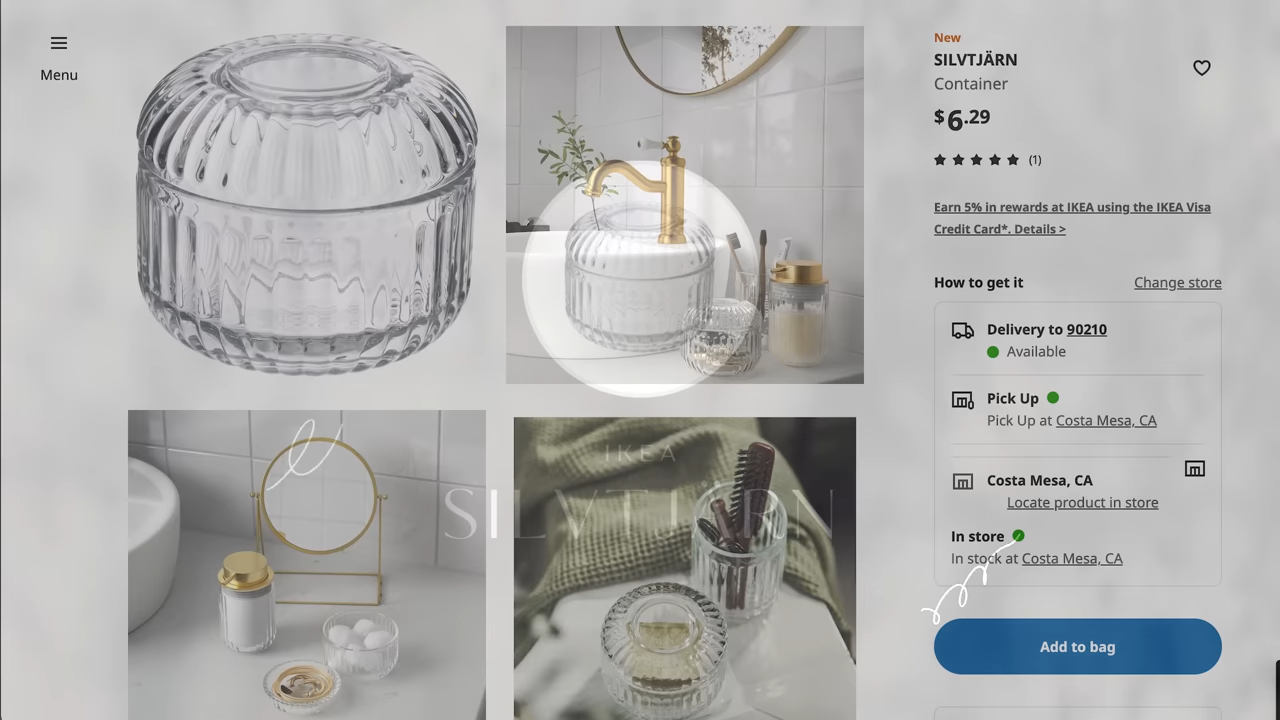 Menu
IKEA
SILVTJÄRN
New
SILVTJÄRN
Container
$6.29
(1)
Earn 5% in rewards at IKEA using the IKEA Visa
Credit Card*. Details >
How to get it
Change store
Delivery to 90210
Available
Pick Up
Pick Up at Costa Mesa, CA
Costa Mesa, CA
Locate product in store
In store
In stock at Costa Mesa, CA
Add to bag